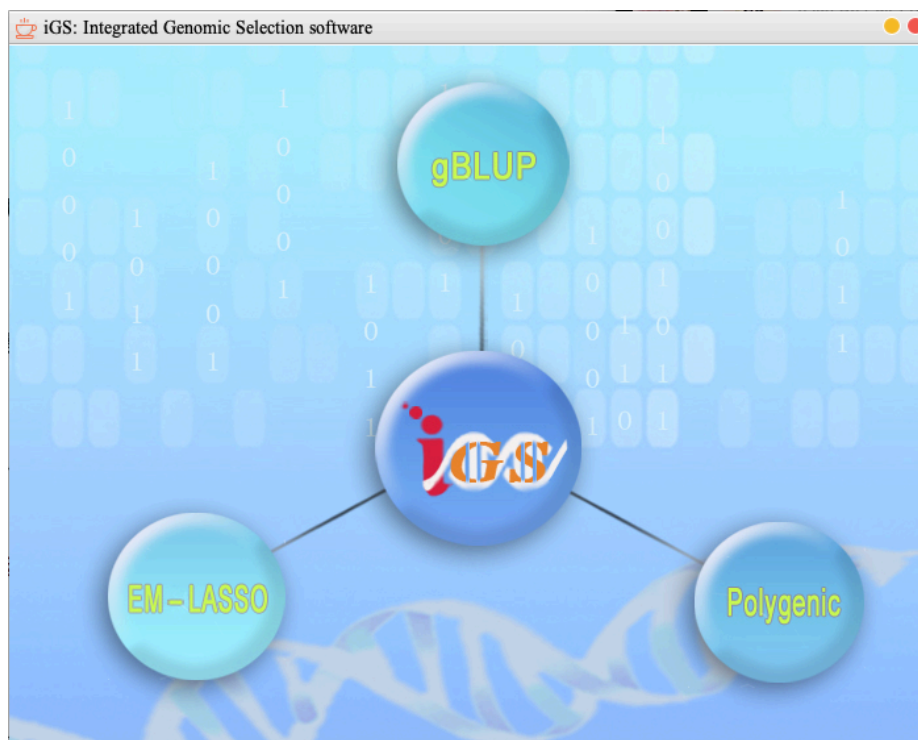 iGS: Integrated Genomic Selection software
gBLUP
iGS
EM – LASSO
Polygenic